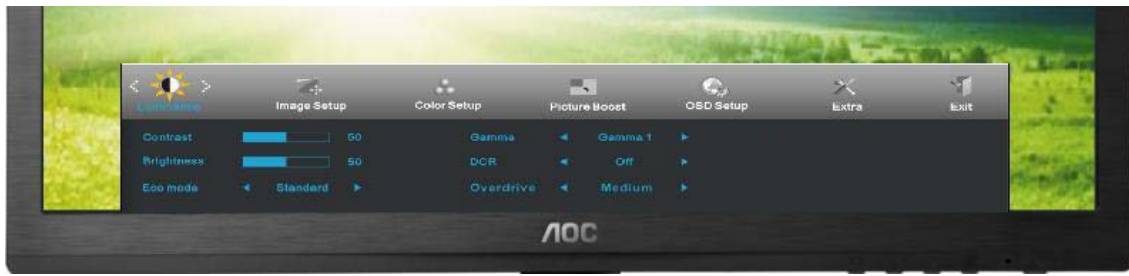 Luminance Image Setup Color Setup Picture Boost OSD Setup Extra Exit
Contrast 50 Gamma Gamma 1
Brightness 50 DCR Off
Eco mode Standard Overdrive Medium
AOC